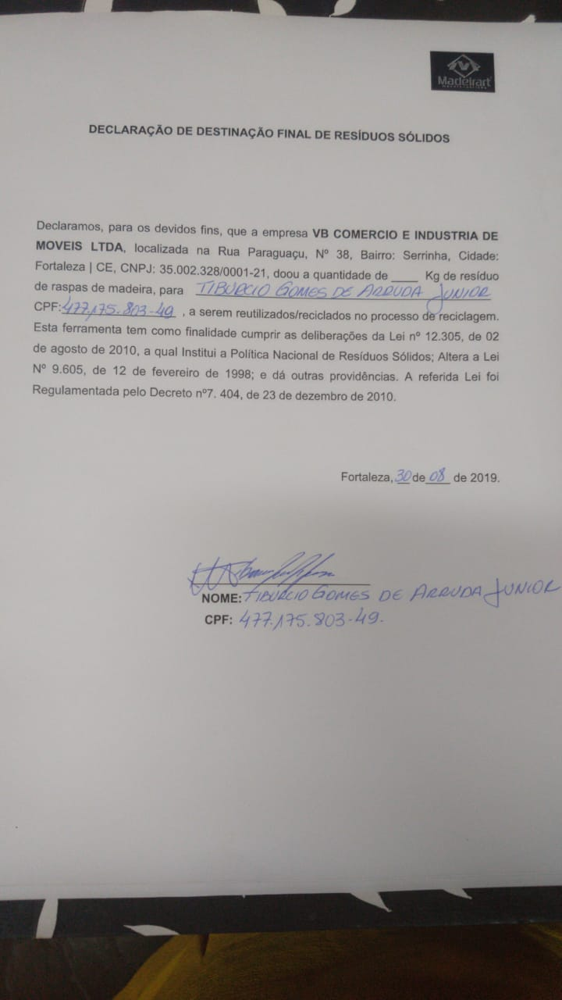 Madeirart
DECLARAÇÃO DE DESTINAÇÃO FINAL DE RESÍDUOS SÓLIDOS
Declaramos, para os devidos fins, que a empresa VB COMERCIO E INDUSTRIA DE
MOVEIS LTDA, localizada na Rua Paraguaçu, Nº 38, Bairro: Serrinha, Cidade:
Fortaleza | CE, CNPJ: 35.002.328/0001-21, doou a quantidade de ____ Kg de resíduo
de raspas de madeira, para TIBURCIO GOMES DE ARRUDA JUNIOR
CPF: 477.175.803-49, a serem reutilizados/reciclados no processo de reciclagem.
Esta ferramenta tem como finalidade cumprir as deliberações da Lei nº 12.305, de 02
de agosto de 2010, a qual Institui a Política Nacional de Resíduos Sólidos; Altera a Lei
Nº 9.605, de 12 de fevereiro de 1998; e dá outras providências. A referida Lei foi
Regulamentada pelo Decreto nº7. 404, de 23 de dezembro de 2010.
Fortaleza, 30 de 08 de 2019.
NOME: TIBURCIO GOMES DE ARRUDA JUNIOR
CPF: 477.175.803-49.